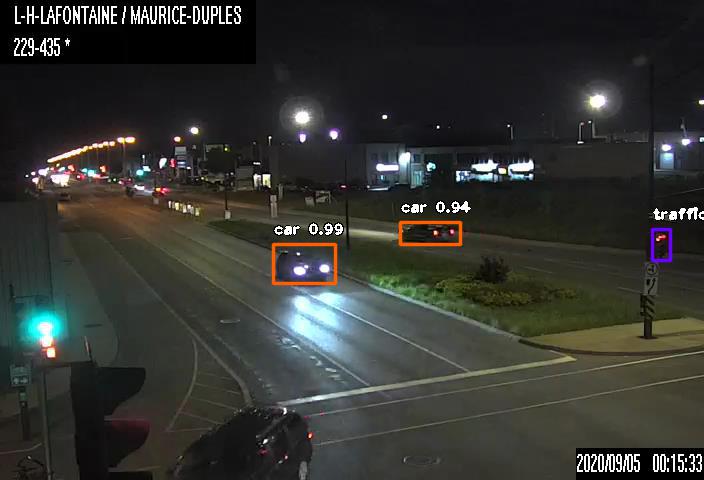 L-H-LAFONTAINE / MAURICE-DUPLES
229-435 *
car 0.94
traffic
car 0.99
2020/09/05 00:15:33